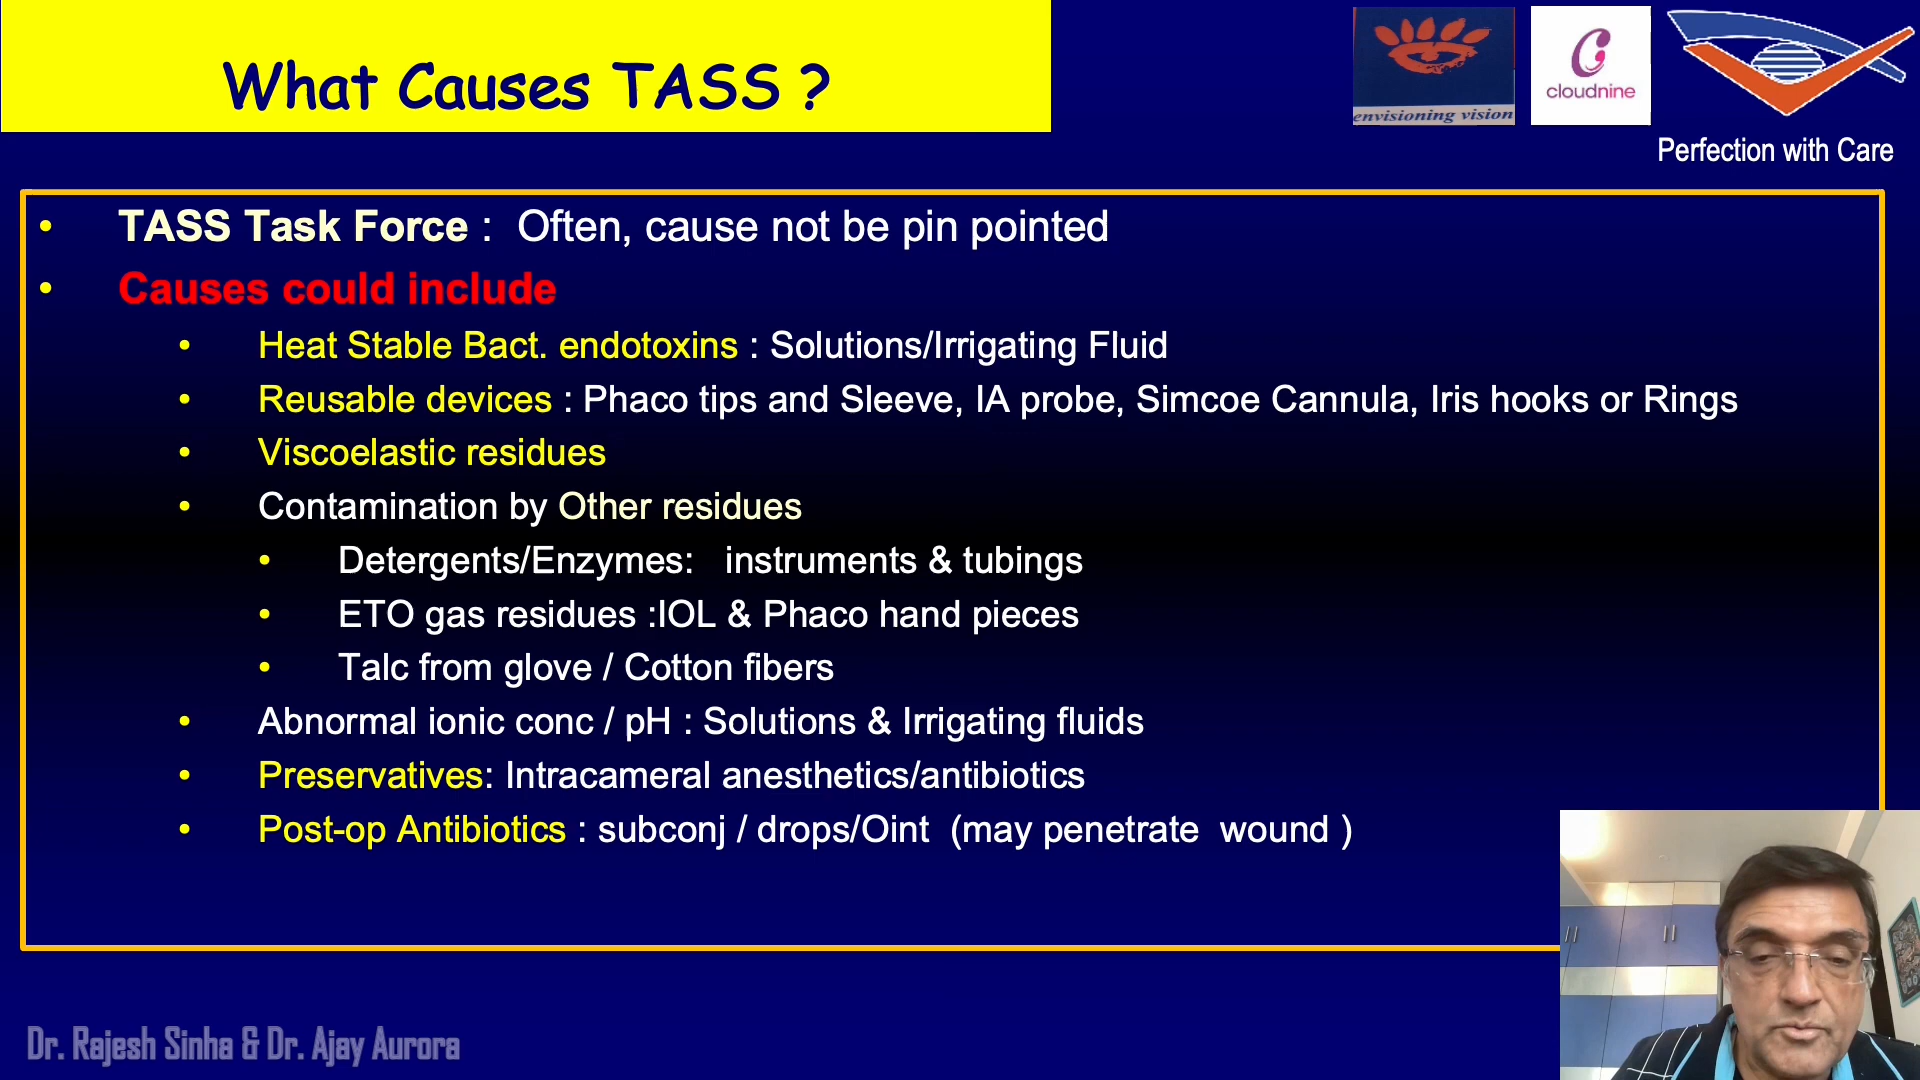 What Causes TASS ?
envisioning vision
cloudnine
Perfection with Care
• TASS Task Force : Often, cause not be pin pointed
• Causes could include
• Heat Stable Bact. endotoxins : Solutions/Irrigating Fluid
• Reusable devices : Phaco tips and Sleeve, IA probe, Simcoe Cannula, Iris hooks or Rings
• Viscoelastic residues
• Contamination by Other residues
• Detergents/Enzymes: instruments & tubings
• ETO gas residues :IOL & Phaco hand pieces
• Talc from glove / Cotton fibers
• Abnormal ionic conc / pH : Solutions & Irrigating fluids
• Preservatives: Intracameral anesthetics/antibiotics
• Post-op Antibiotics : subconj / drops/Oint (may penetrate wound )
Dr. Rajesh Sinha & Dr. Ajay Aurora